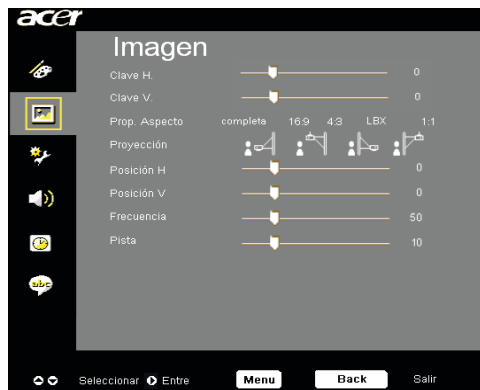 acer
Imagen
Clave H. 0
Clave V. 0
Prop. Aspecto completa 16:9 4:3 LBX 1:1
Proyección
Posición H 0
Posición V 0
Frecuencia 50
Pista 10
abc
Seleccionar Entre Menu Back Salir